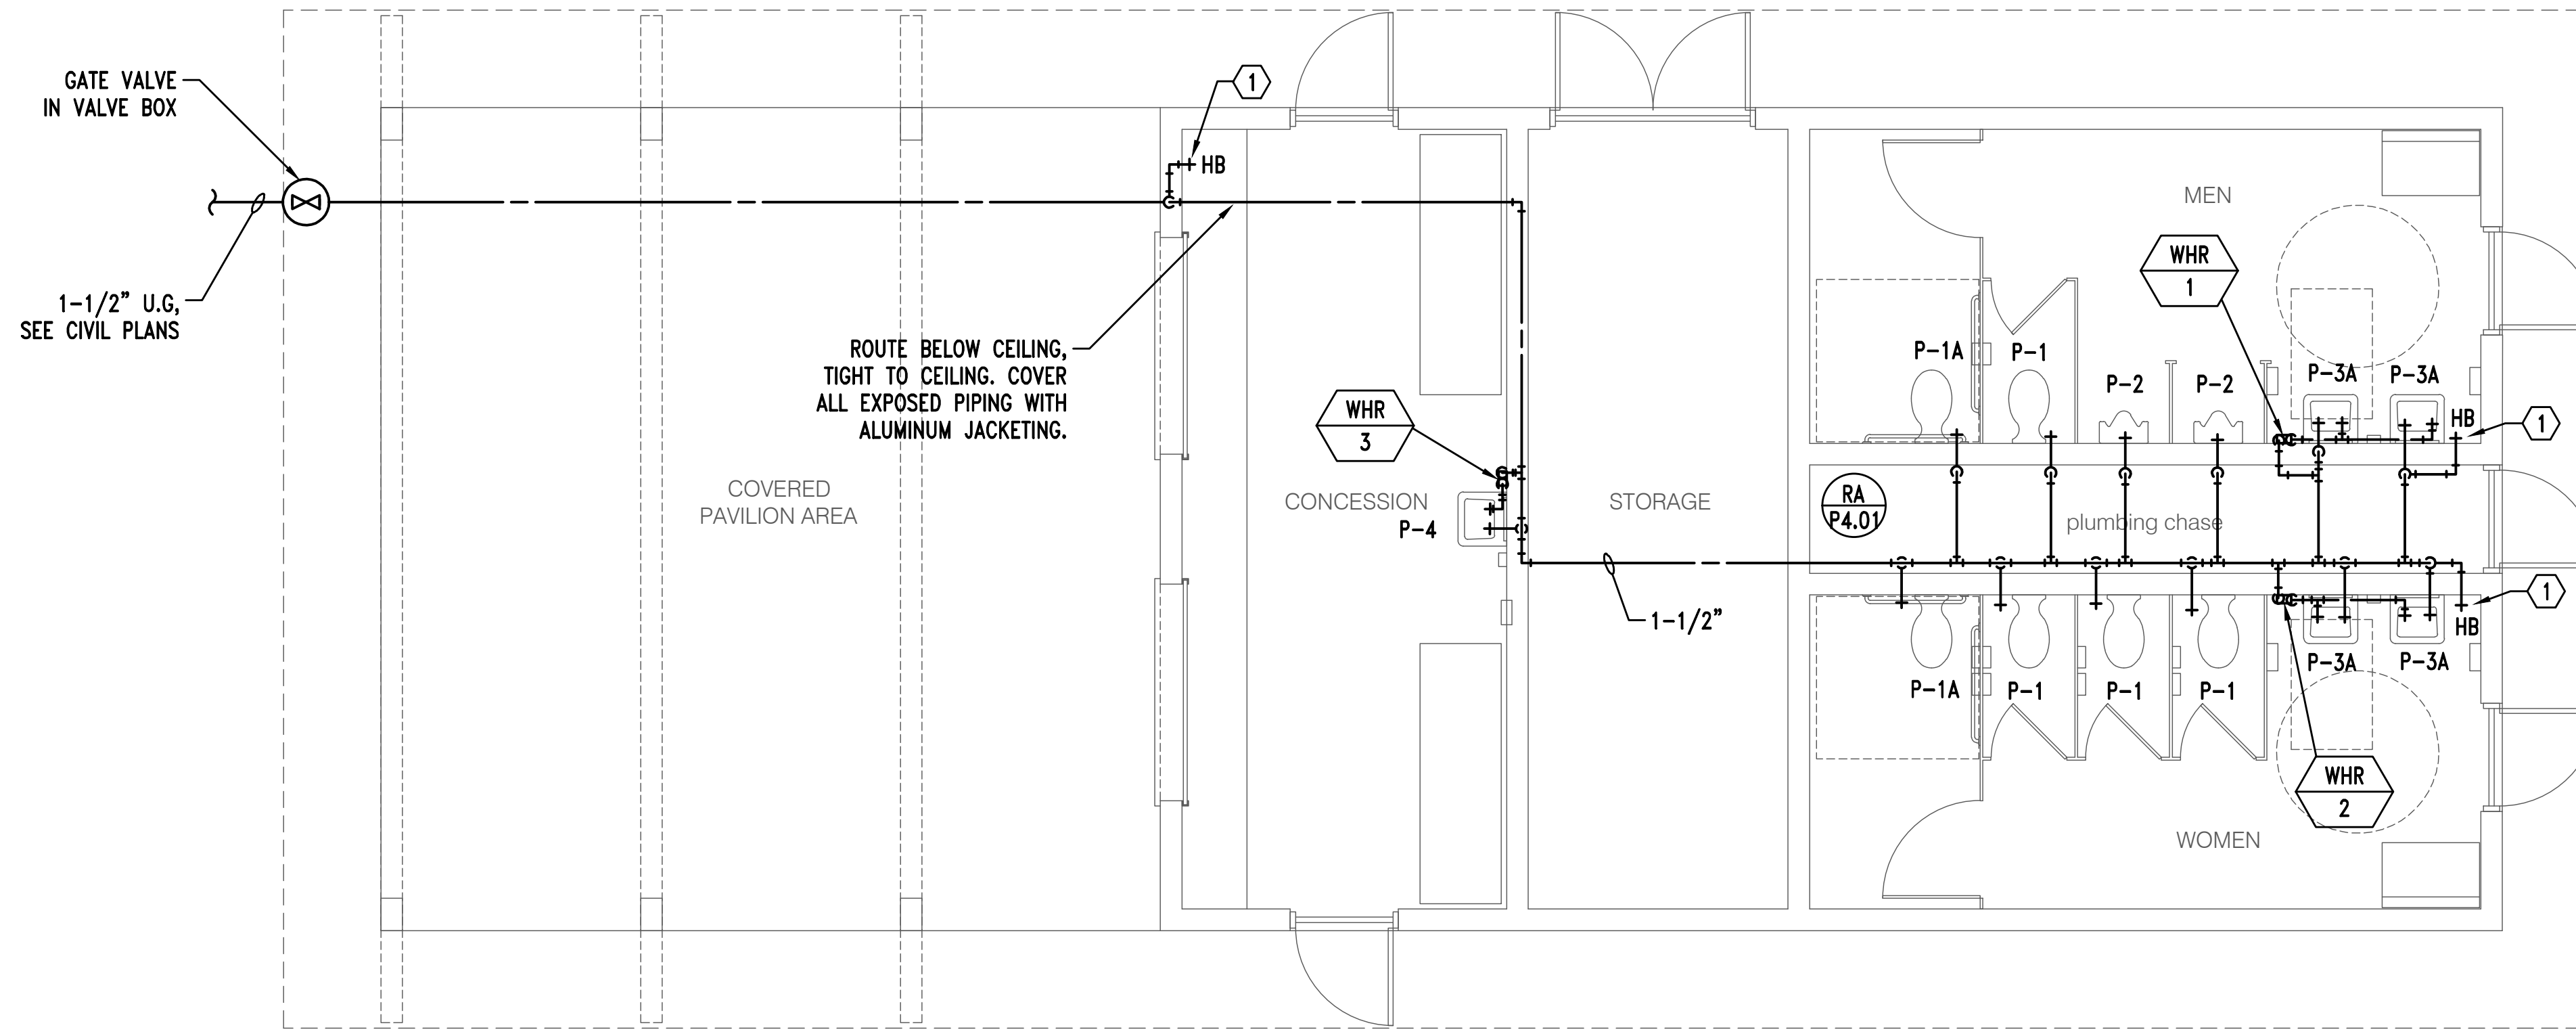 GATE VALVE
IN VALVE BOX
1-1/2" U.G,
SEE CIVIL PLANS
1
HB
ROUTE BELOW CEILING,
TIGHT TO CEILING. COVER
ALL EXPOSED PIPING WITH
ALUMINUM JACKETING.
COVERED
PAVILION AREA
WHR
3
CONCESSION
P-4
STORAGE
1-1/2"
MEN
WHR
1
P-1A
P-1
P-2
P-2
P-3A
P-3A
HB
1
RA
P4.01
plumbing chase
1
HB
P-1A
P-1
P-1
P-1
P-3A
P-3A
WHR
2
WOMEN